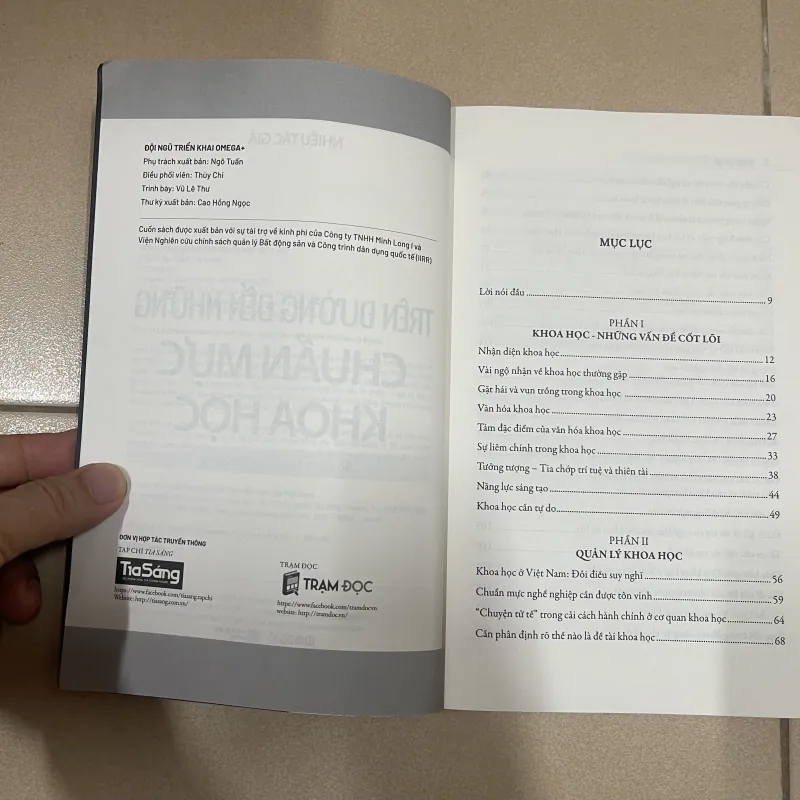 ĐỘI NGŨ TRIỂN KHAI OMEGA+
Phụ trách xuất bản: Ngô Tuấn
Điều phối viên: Thùy Chi
Trình bày: Vũ Lê Thư
Thư ký xuất bản: Cao Hồng Ngọc
Cuốn sách được xuất bản với sự tài trợ về kinh phí của Công ty TNHH Minh Long I và
Viện Nghiên cứu chính sách quản lý Bất động sản và Công trình dân dụng quốc tế (IIRR)
NHIỀU TÁC GIẢ
TRÊN ĐƯỜNG ĐẾN NHỮNG
CHUẨN MỰC
KHOA HỌC
ĐƠN VỊ HỢP TÁC TRUYỀN THÔNG
TẠP CHÍ TIA SÁNG
TiaSáng
https://www.facebook.com/tiasang.tapchi
Website: http://tiasang.com.vn/
TRẠM ĐỌC
TRẠM ĐỌC
https://www.facebook.com/tramdocvn
website: http://tramdoc.vn/
MỤC LỤC
Lời nói đầu ... 9
PHẦN I
KHOA HỌC - NHỮNG VẤN ĐỀ CỐT LÕI
Nhận diện khoa học ... 12
Vài ngộ nhận về khoa học thường gặp ... 16
Gặt hái và vun trồng trong khoa học ... 20
Văn hóa khoa học ... 23
Tám đặc điểm của văn hóa khoa học ... 27
Sự liêm chính trong khoa học ... 33
Tưởng tượng – Tia chớp trí tuệ và thiên tài ... 38
Năng lực sáng tạo ... 44
Khoa học cần tự do ... 49
PHẦN II
QUẢN LÝ KHOA HỌC
Khoa học ở Việt Nam: Đôi điều suy nghĩ ... 56
Chuẩn mực nghề nghiệp cần được tôn vinh ... 59
"Chuyện tử tế" trong cải cách hành chính ở cơ quan khoa học ... 64
Cần phân định rõ thế nào là đề tài khoa học ... 68